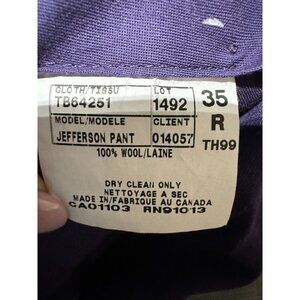 CLOTH/TISSU LOT
TB64251 1492 35
MODEL/MODELE CLIENT R
JEFFERSON PANT 014057 TH99
100% WOOL/LAINE
DRY CLEAN ONLY
NETTOYAGE A SEC
MADE IN/FABRIQUE AU CANADA
CA01103 RN91013